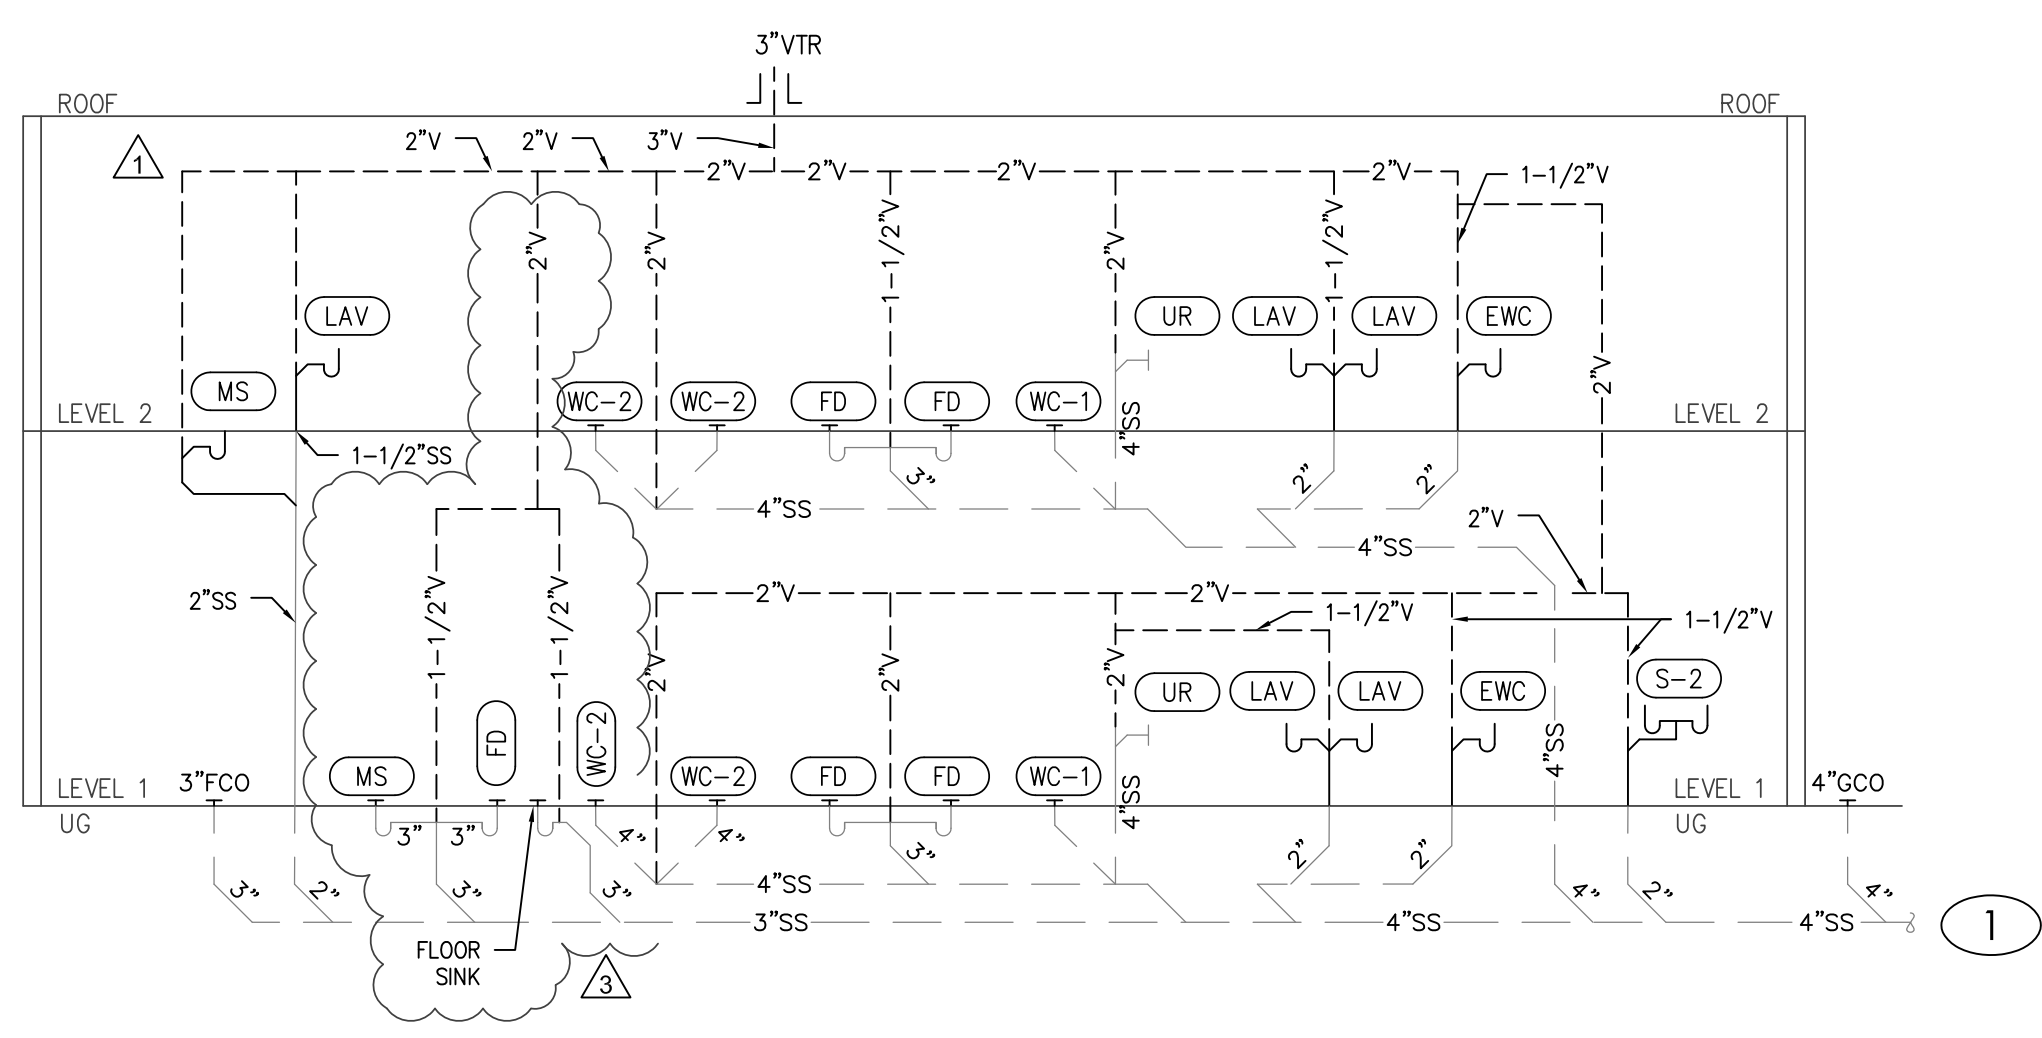 3"VTR
ROOF
ROOF
1
2"V
2"V
3"V
2"V
2"V
2"V
2"V
1-1/2"V
2"V
2"V
1-1/2"V
2"V
1-1/2"V
2"V
LAV
UR
LAV
LAV
EWC
MS
WC-2
WC-2
FD
FD
WC-1
4"SS
LEVEL 2
LEVEL 2
1-1/2"SS
3"
2"
2"
4"SS
2"V
4"SS
2"SS
1-1/2"V
1-1/2"V
2"V
2"V
1-1/2"V
1-1/2"V
2"V
2"V
2"V
UR
LAV
LAV
EWC
S-2
FD
WC-2
4"SS
3"FCO
MS
WC-2
FD
FD
WC-1
4"SS
LEVEL 1
LEVEL 1
4"GCO
UG
UG
3"
3"
4"
4"
3"
2"
2"
3"
2"
3"
3"
4"SS
4"
2"
4"
3"SS
4"SS
4"SS
1
FLOOR
SINK
3